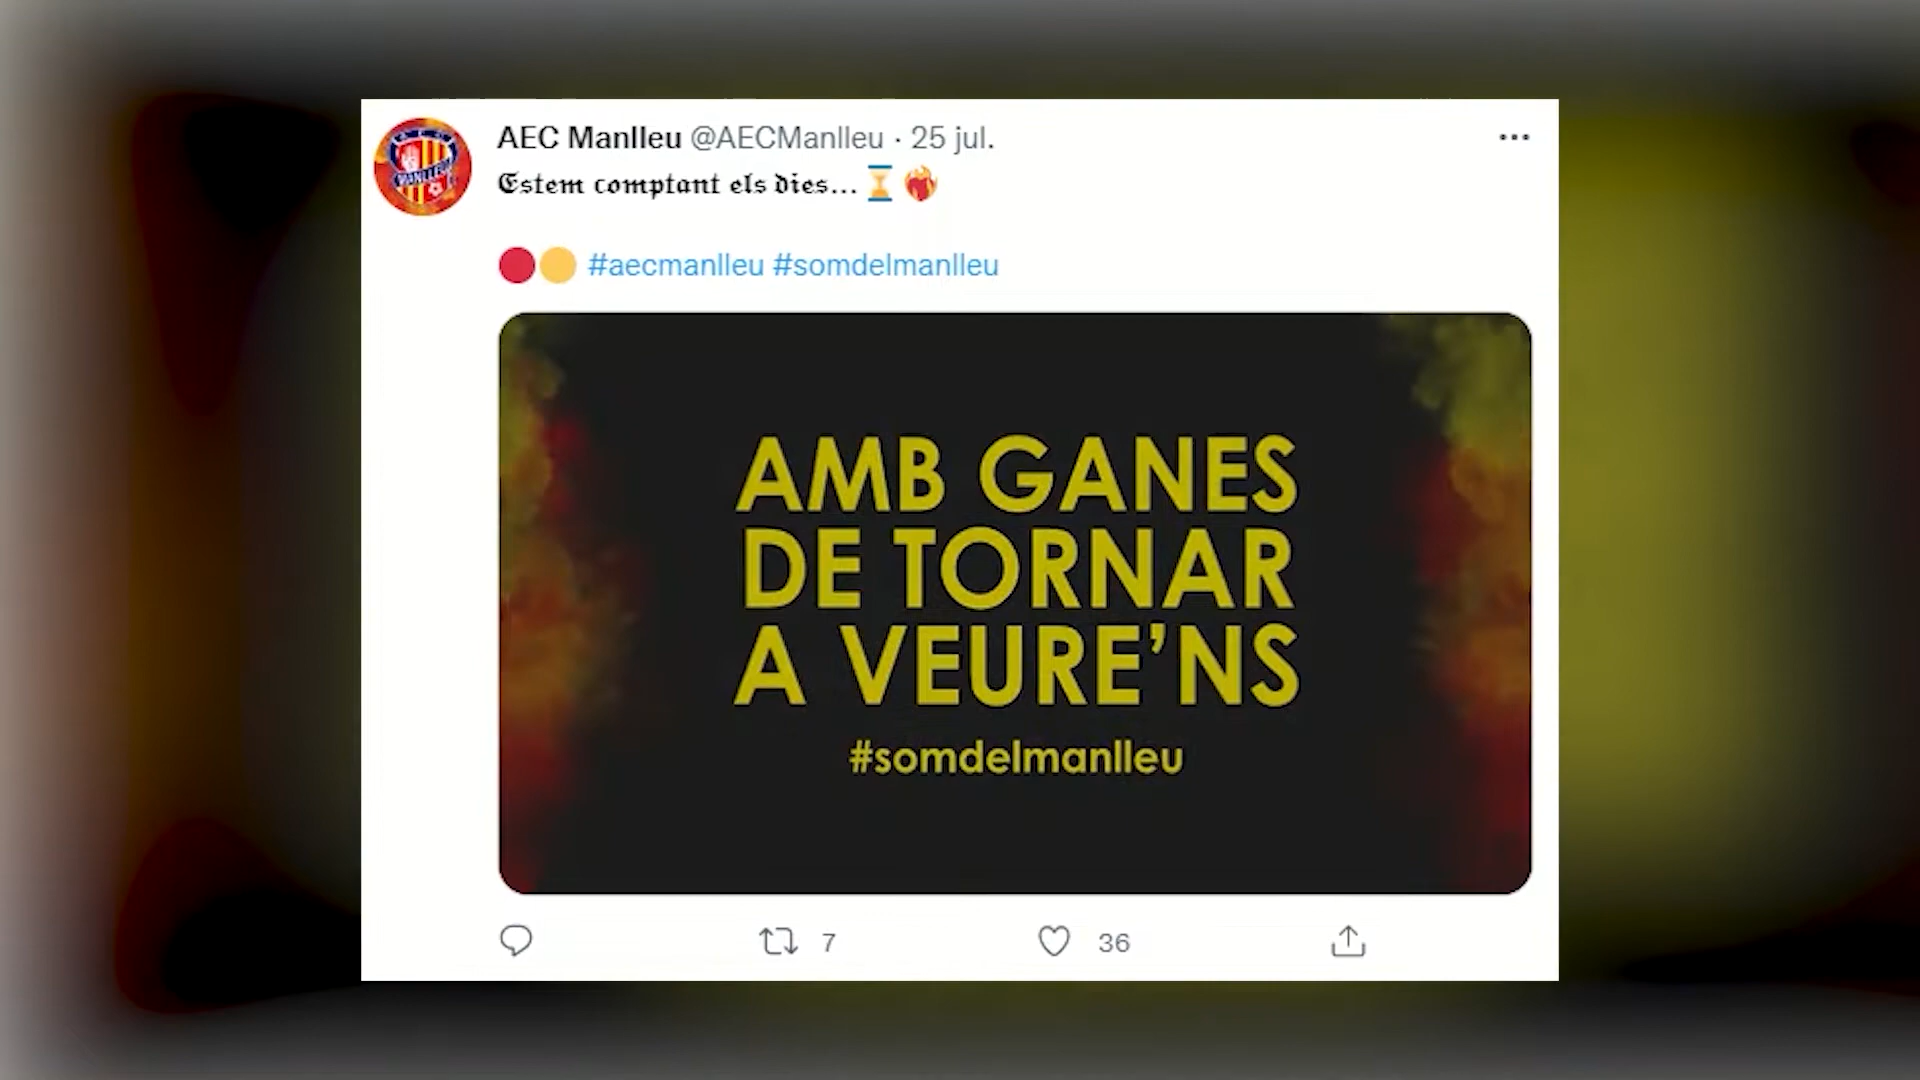 AEC Manlleu @AECManlleu · 25 jul.
𝕰𝖘𝖙𝖊𝖒 𝖈𝖔𝖒𝖕𝖙𝖆𝖓𝖙 𝖊𝖑𝖘 𝖉𝖎𝖊𝖘... ⏳ ❤️‍🔥
🔴🟡 #aecmanlleu #somdelmanlleu
MANLLEU
AMB GANES
DE TORNAR
A VEURE'NS
#somdelmanlleu
7
36